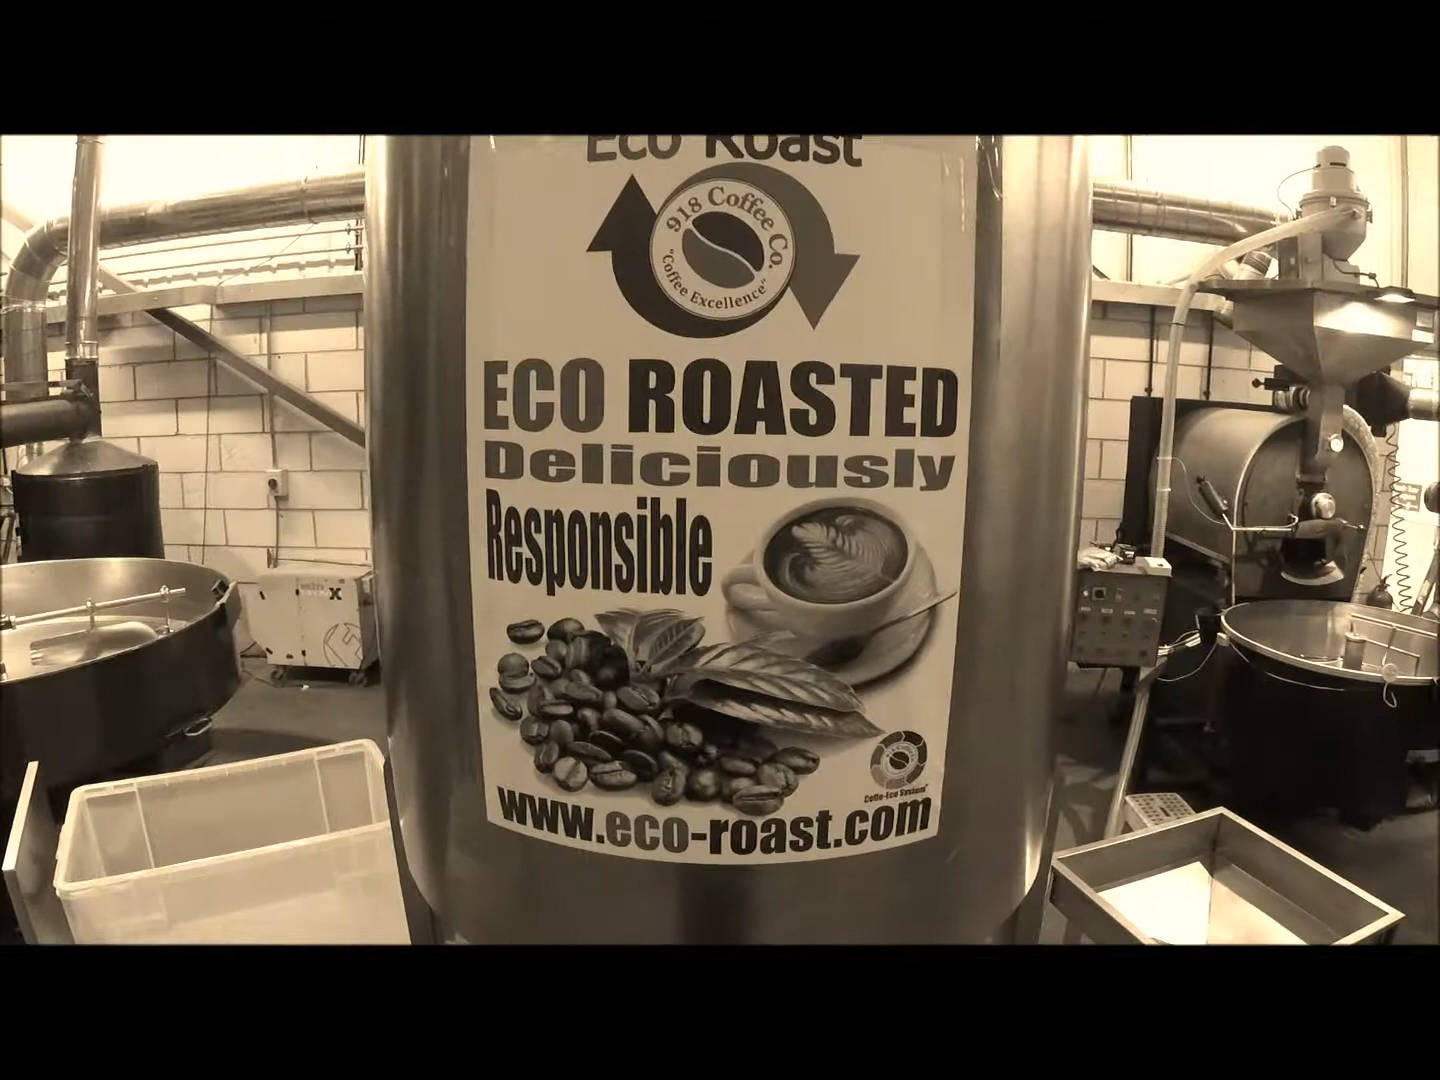 Eco Roast
918 Coffee Co.
"Coffee Excellence"
ECO ROASTED
Deliciously
Responsible
Coffe-Eco System
www.eco-roast.com